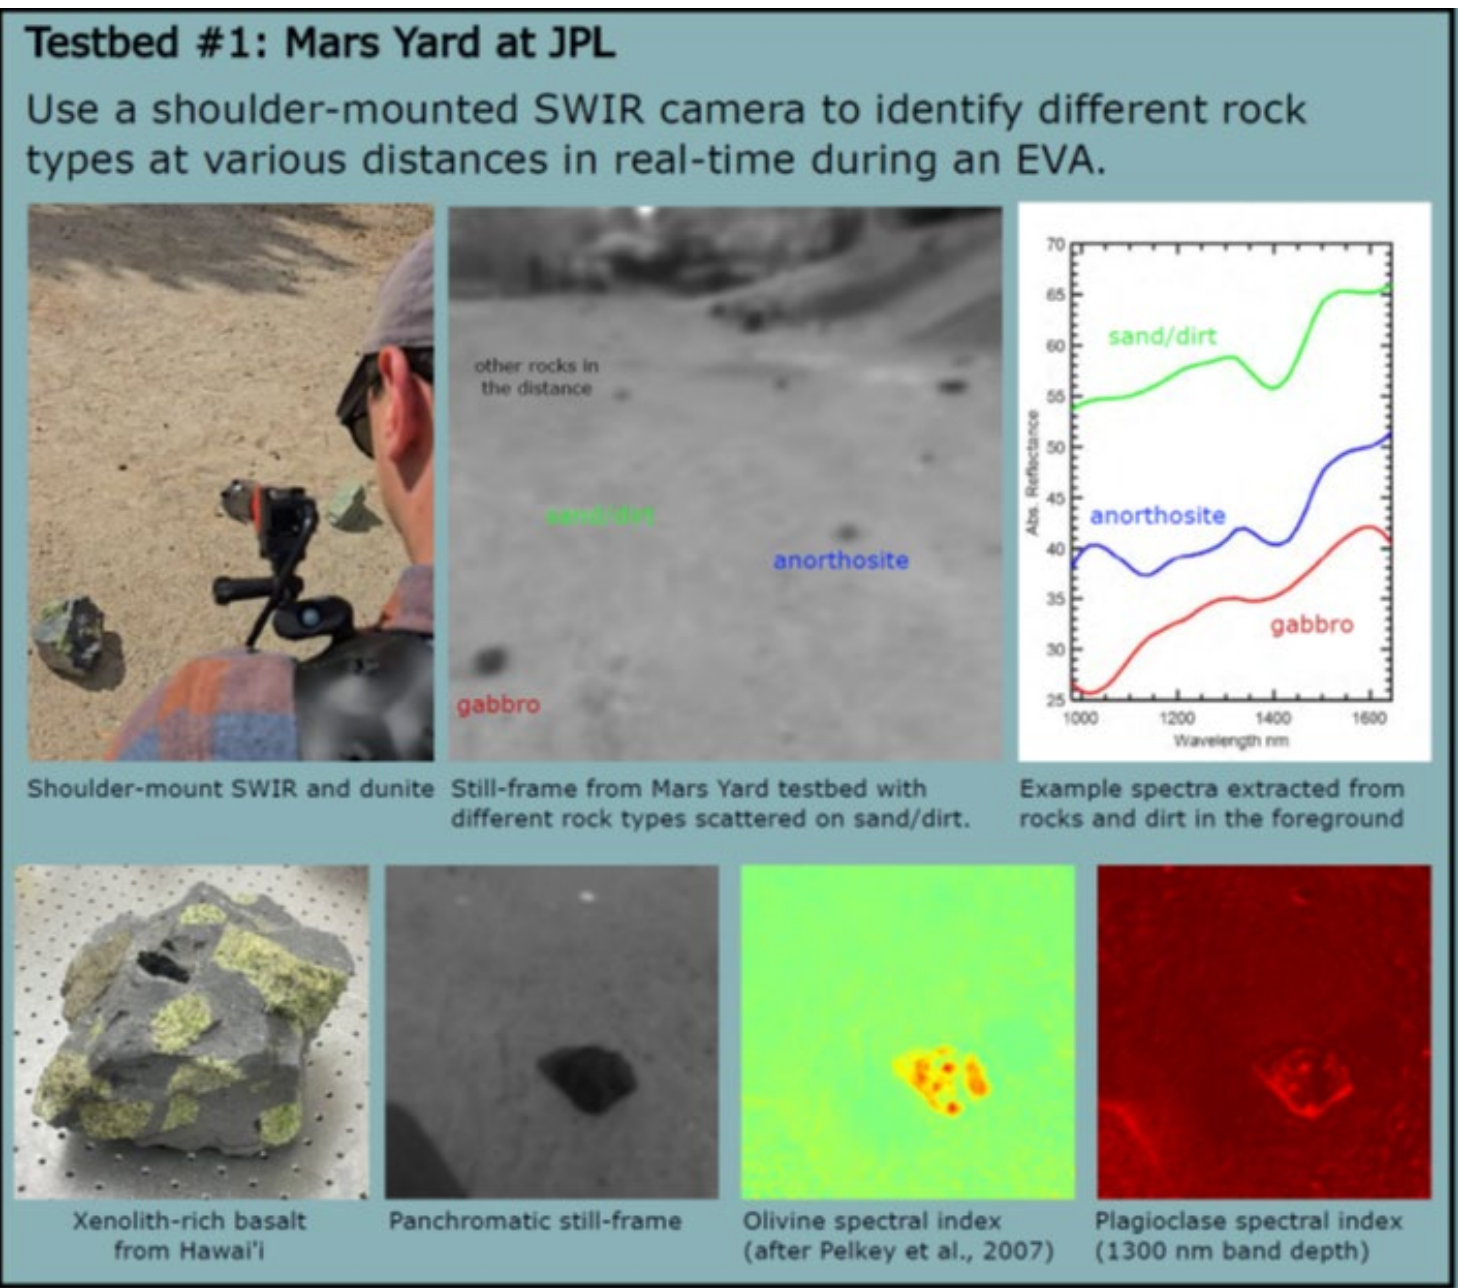 Testbed #1: Mars Yard at JPL
Use a shoulder-mounted SWIR camera to identify different rock
types at various distances in real-time during an EVA.
other rocks in
the distance
sand/dirt
anorthosite
gabbro
70
65
60
55
50
45
40
35
30
25
Abs. Reflectance
sand/dirt
anorthosite
gabbro
1000 1200 1400 1600
Wavelength nm
Shoulder-mount SWIR and dunite
Still-frame from Mars Yard testbed with
different rock types scattered on sand/dirt.
Example spectra extracted from
rocks and dirt in the foreground
Xenolith-rich basalt
from Hawai'i
Panchromatic still-frame
Olivine spectral index
(after Pelkey et al., 2007)
Plagioclase spectral index
(1300 nm band depth)